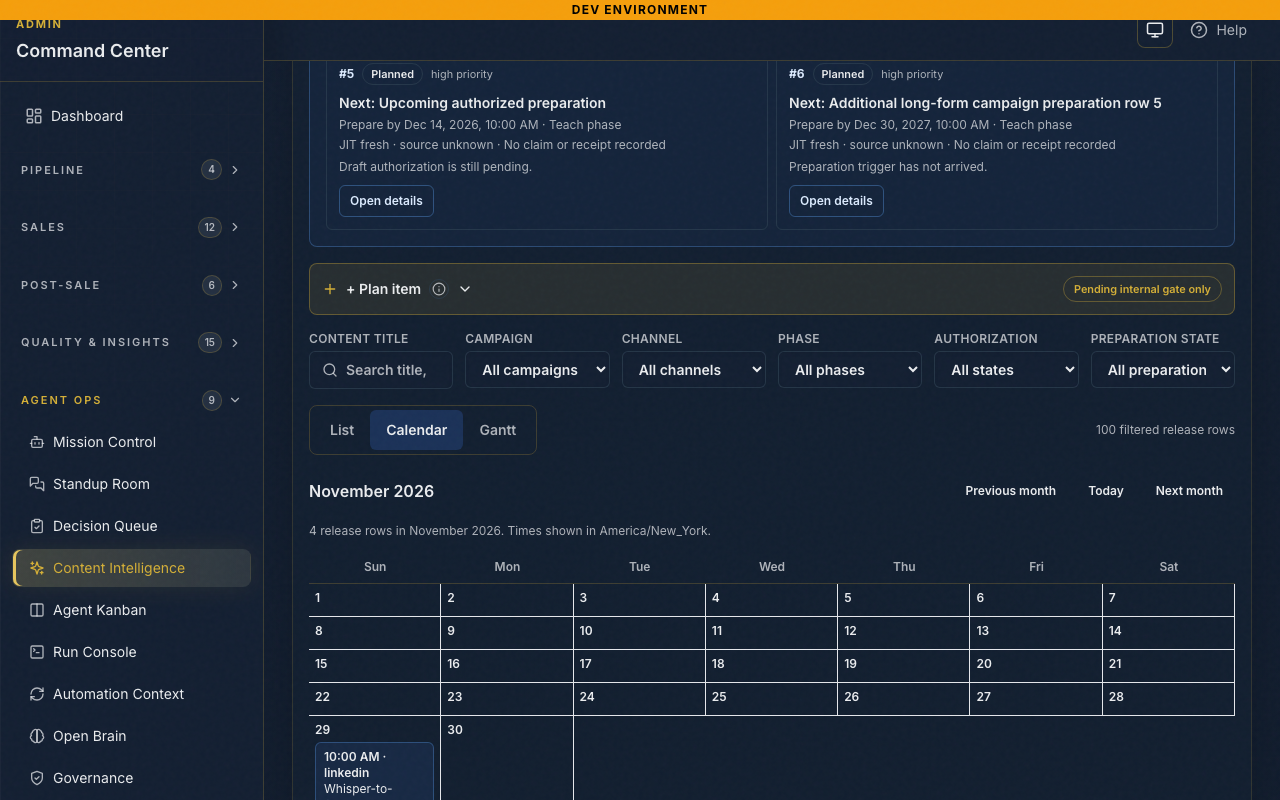 DEV ENVIRONMENT
ADMIN
Command Center
Help
Dashboard
PIPELINE 4
SALES 12
POST-SALE 6
QUALITY & INSIGHTS 15
AGENT OPS 9
Mission Control
Standup Room
Decision Queue
Content Intelligence
Agent Kanban
Run Console
Automation Context
Open Brain
Governance
#5 Planned high priority
Next: Upcoming authorized preparation
Prepare by Dec 14, 2026, 10:00 AM · Teach phase
JIT fresh · source unknown · No claim or receipt recorded
Draft authorization is still pending.
Open details
#6 Planned high priority
Next: Additional long-form campaign preparation row 5
Prepare by Dec 30, 2027, 10:00 AM · Teach phase
JIT fresh · source unknown · No claim or receipt recorded
Preparation trigger has not arrived.
Open details
+ Plan item
Pending internal gate only
CONTENT TITLE CAMPAIGN CHANNEL PHASE AUTHORIZATION PREPARATION STATE
Search title, All campaigns All channels All phases All states All preparation
List Calendar Gantt
100 filtered release rows
November 2026
Previous month Today Next month
4 release rows in November 2026. Times shown in America/New_York.
Sun Mon Tue Wed Thu Fri Sat
1 2 3 4 5 6 7
8 9 10 11 12 13 14
15 16 17 18 19 20 21
22 23 24 25 26 27 28
29 30
10:00 AM ·
linkedin
Whisper-to-